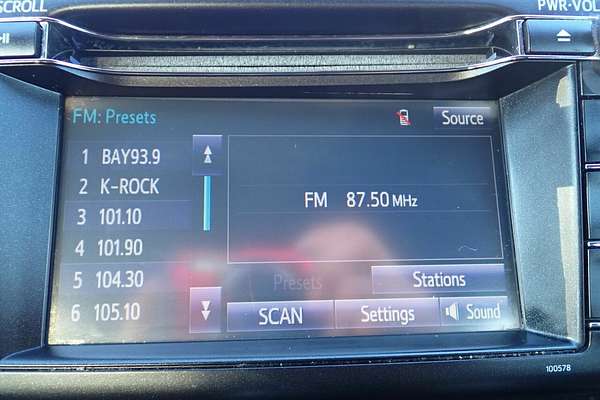 SCROLL
PWR·VOL
FM: Presets
Source
1 BAY93.9
2 K-ROCK
3 101.10
4 101.90
5 104.30
6 105.10
FM 87.50 MHz
Presets
Stations
SCAN
Settings
Sound
100578